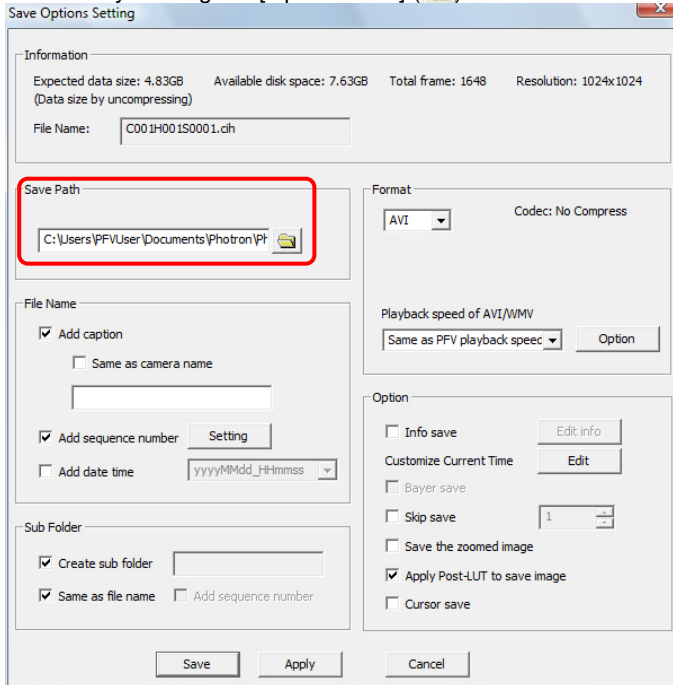 Save Options Setting
Information
Expected data size: 4.83GB Available disk space: 7.63GB Total frame: 1648 Resolution: 1024x1024
(Data size by uncompressing)
File Name: C001H001S0001.cih
Save Path
C:\Users\PFVUser\Documents\Photron\Ph
Format
AVI Codec: No Compress
Playback speed of AVI/WMV
Same as PFV playback speed Option
File Name
Add caption
Same as camera name
Add sequence number Setting
Add date time yyyyMMdd_HHmmss
Sub Folder
Create sub folder
Same as file name Add sequence number
Option
Info save Edit info
Customize Current Time Edit
Bayer save
Skip save 1
Save the zoomed image
Apply Post-LUT to save image
Cursor save
Save Apply Cancel